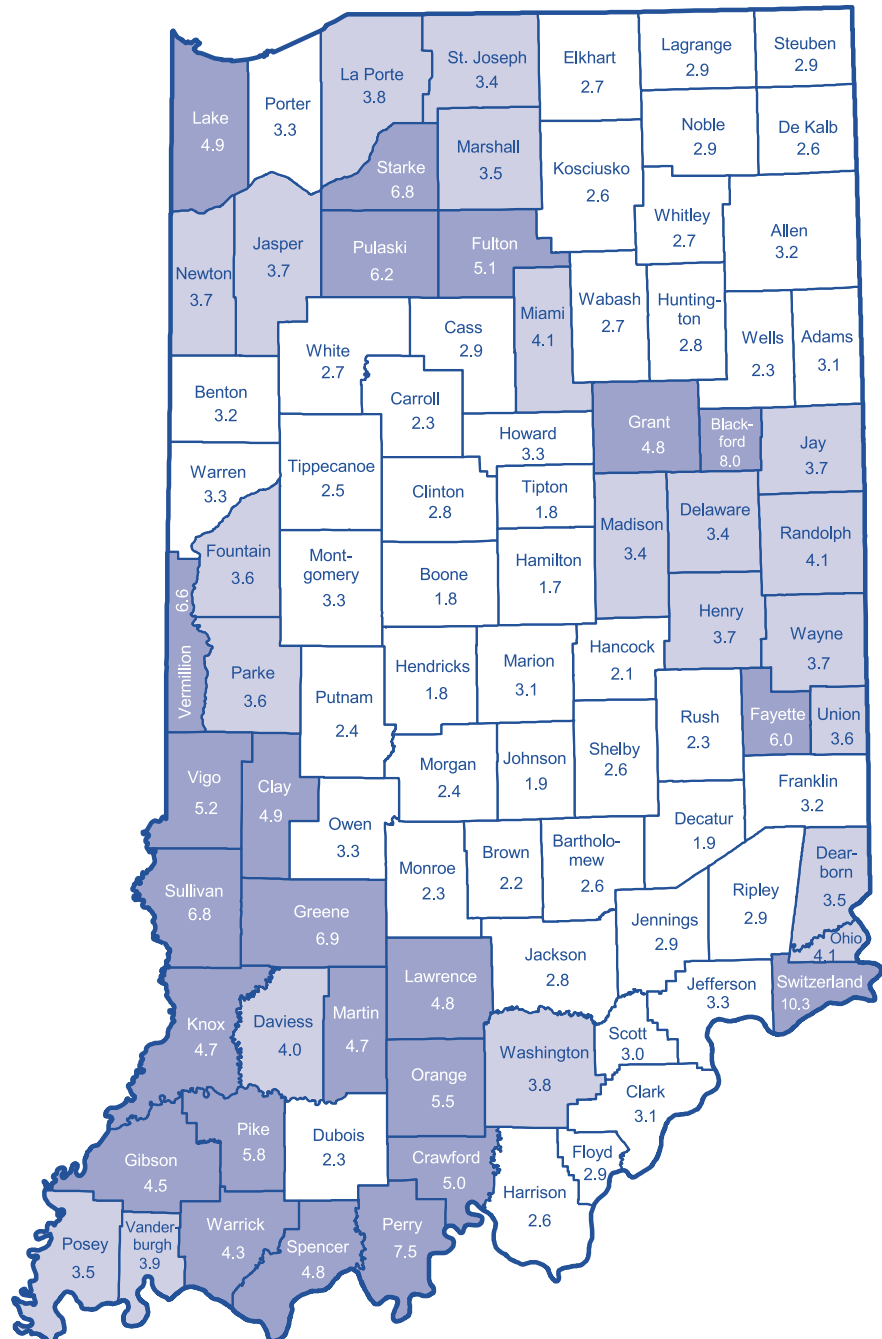 Lake
4.9
Porter
3.3
La Porte
3.8
St. Joseph
3.4
Elkhart
2.7
Lagrange
2.9
Steuben
2.9
Noble
2.9
De Kalb
2.6
Starke
6.8
Marshall
3.5
Kosciusko
2.6
Whitley
2.7
Allen
3.2
Newton
3.7
Jasper
3.7
Pulaski
6.2
Fulton
5.1
Miami
4.1
Wabash
2.7
Hunting-
ton
2.8
Wells
2.3
Adams
3.1
White
2.7
Cass
2.9
Benton
3.2
Carroll
2.3
Howard
3.3
Grant
4.8
Black-
ford
8.0
Jay
3.7
Warren
3.3
Tippecanoe
2.5
Clinton
2.8
Tipton
1.8
Madison
3.4
Delaware
3.4
Randolph
4.1
Fountain
3.6
Mont-
gomery
3.3
Boone
1.8
Hamilton
1.7
Henry
3.7
Wayne
3.7
Vermillion
6.6
Parke
3.6
Putnam
2.4
Hendricks
1.8
Marion
3.1
Hancock
2.1
Rush
2.3
Fayette
6.0
Union
3.6
Vigo
5.2
Clay
4.9
Owen
3.3
Morgan
2.4
Johnson
1.9
Shelby
2.6
Decatur
1.9
Franklin
3.2
Sullivan
6.8
Greene
6.9
Monroe
2.3
Brown
2.2
Bartholo-
mew
2.6
Jennings
2.9
Ripley
2.9
Dear-
born
3.5
Ohio
4.1
Knox
4.7
Daviess
4.0
Martin
4.7
Lawrence
4.8
Jackson
2.8
Jefferson
3.3
Switzerland
10.3
Orange
5.5
Washington
3.8
Scott
3.0
Clark
3.1
Gibson
4.5
Pike
5.8
Dubois
2.3
Crawford
5.0
Harrison
2.6
Floyd
2.9
Posey
3.5
Vander-
burgh
3.9
Warrick
4.3
Spencer
4.8
Perry
7.5